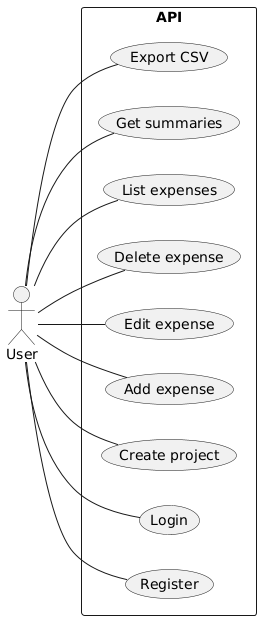 API
Export CSV
Get summaries
List expenses
Delete expense
Edit expense
User
Add expense
Create project
Login
Register